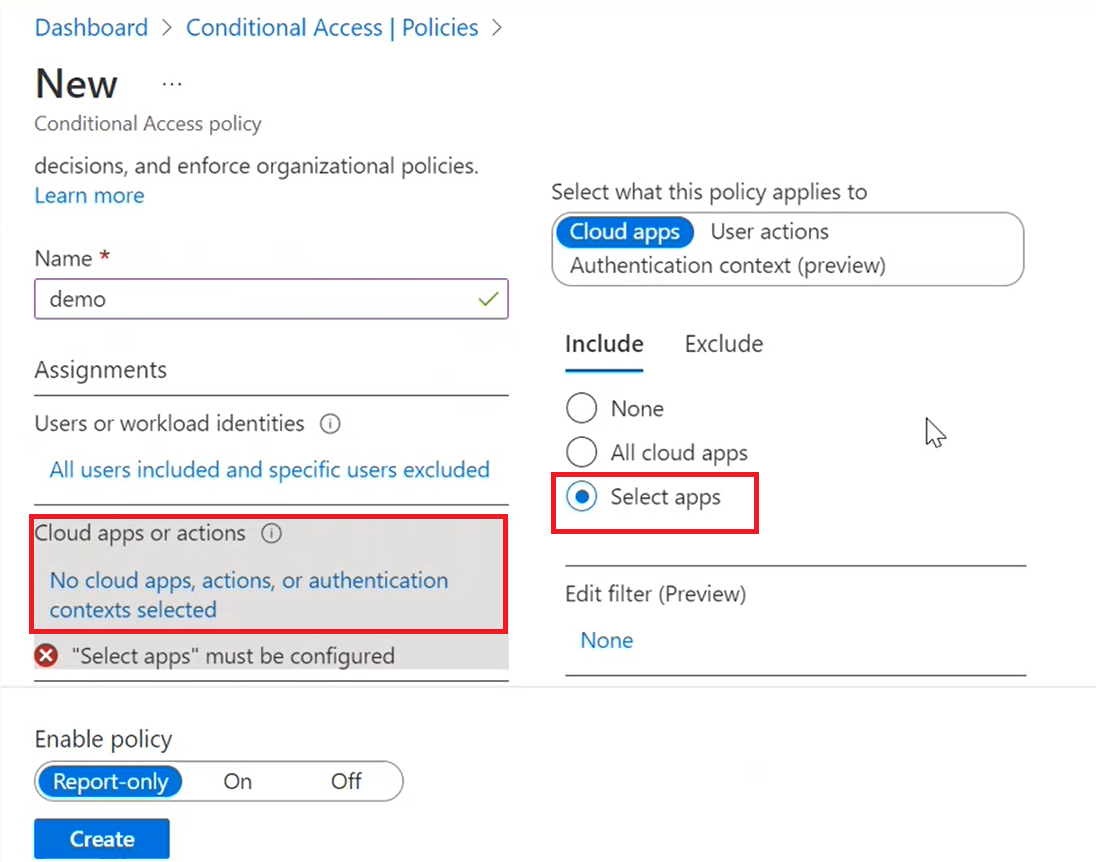 Dashboard > Conditional Access | Policies >
New ...
Conditional Access policy
decisions, and enforce organizational policies.
Learn more
Name *
demo
Assignments
Users or workload identities
All users included and specific users excluded
Cloud apps or actions
No cloud apps, actions, or authentication
contexts selected
"Select apps" must be configured
Select what this policy applies to
Cloud apps User actions
Authentication context (preview)
Include Exclude
None
All cloud apps
Select apps
Edit filter (Preview)
None
Enable policy
Report-only On Off
Create